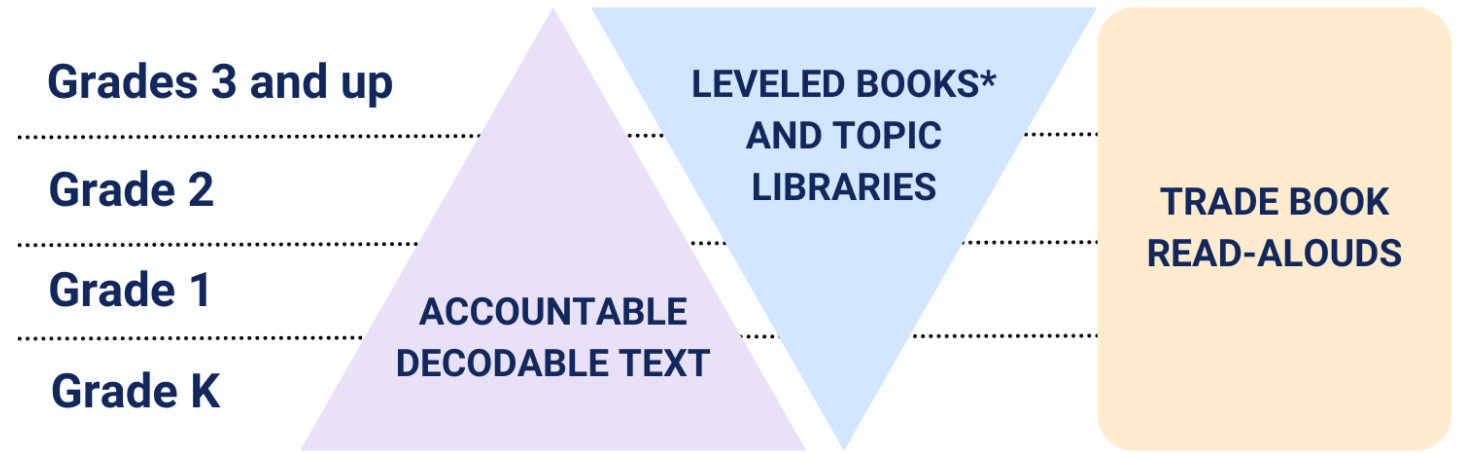 Grades 3 and up
Grade 2
Grade 1
Grade K
ACCOUNTABLE
DECODABLE TEXT
LEVELED BOOKS*
AND TOPIC
LIBRARIES
TRADE BOOK
READ-ALOUDS